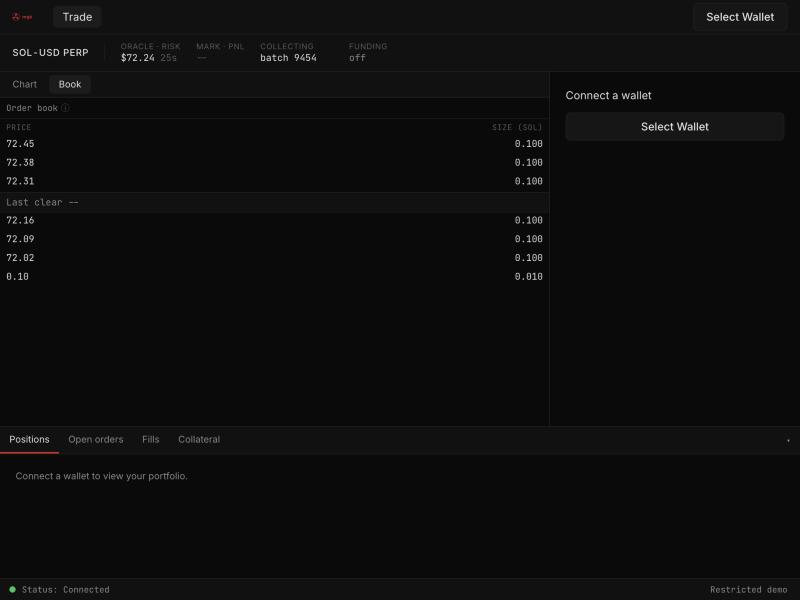 Trade
Select Wallet
SOL-USD PERP
ORACLE · RISK
$72.24 25s
MARK · PNL
--
COLLECTING
batch 9454
FUNDING
off
Chart
Book
Order book
PRICE
SIZE (SOL)
72.45 0.100
72.38 0.100
72.31 0.100
Last clear --
72.16 0.100
72.09 0.100
72.02 0.100
0.10 0.010
Connect a wallet
Select Wallet
Positions
Open orders
Fills
Collateral
Connect a wallet to view your portfolio.
Status: Connected
Restricted demo